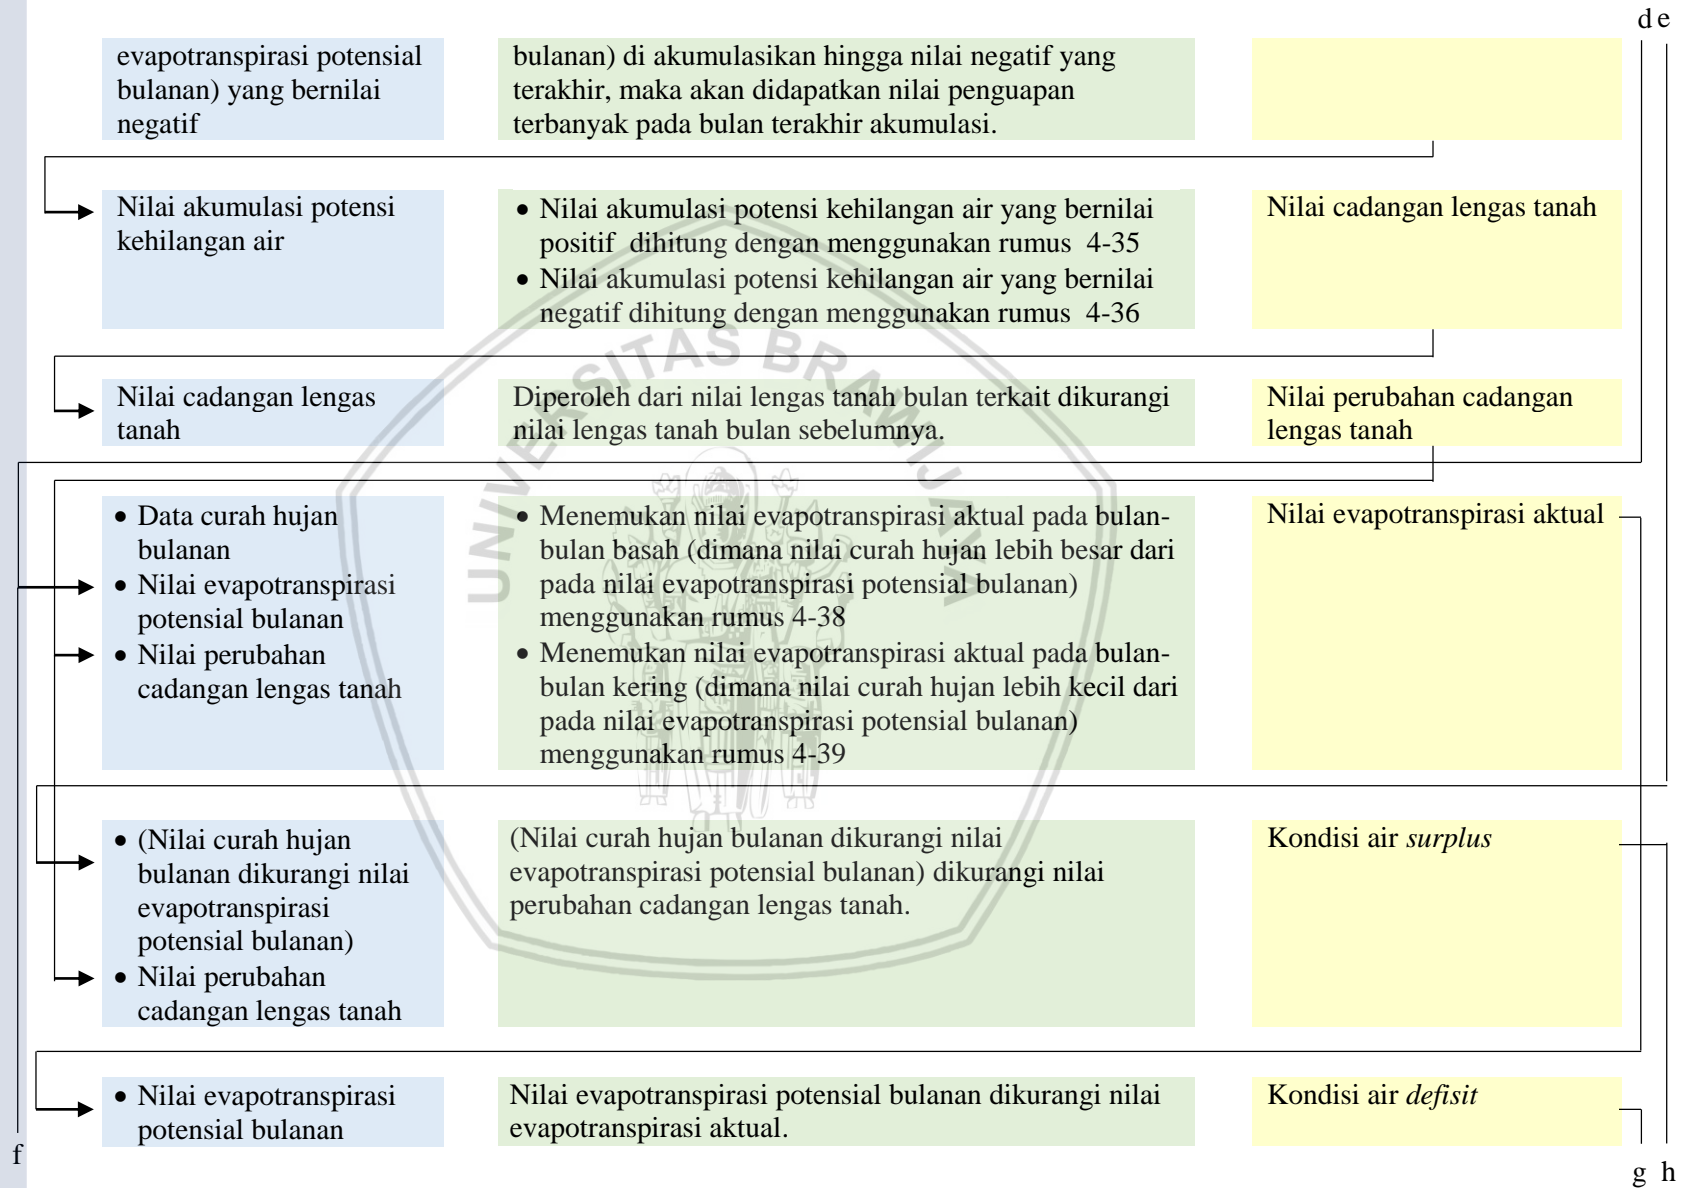 d e
evapotranspirasi potensial
bulanan) yang bernilai
negatif
bulanan) di akumulasikan hingga nilai negatif yang
terakhir, maka akan didapatkan nilai penguapan
terbanyak pada bulan terakhir akumulasi.
Nilai akumulasi potensi
kehilangan air
• Nilai akumulasi potensi kehilangan air yang bernilai
positif dihitung dengan menggunakan rumus 4-35
• Nilai akumulasi potensi kehilangan air yang bernilai
negatif dihitung dengan menggunakan rumus 4-36
Nilai cadangan lengas tanah
Nilai cadangan lengas
tanah
Diperoleh dari nilai lengas tanah bulan terkait dikurangi
nilai lengas tanah bulan sebelumnya.
Nilai perubahan cadangan
lengas tanah
• Data curah hujan
bulanan
• Nilai evapotranspirasi
potensial bulanan
• Nilai perubahan
cadangan lengas tanah
• Menemukan nilai evapotranspirasi aktual pada bulan-
bulan basah (dimana nilai curah hujan lebih besar dari
pada nilai evapotranspirasi potensial bulanan)
menggunakan rumus 4-38
• Menemukan nilai evapotranspirasi aktual pada bulan-
bulan kering (dimana nilai curah hujan lebih kecil dari
pada nilai evapotranspirasi potensial bulanan)
menggunakan rumus 4-39
Nilai evapotranspirasi aktual
• (Nilai curah hujan
bulanan dikurangi nilai
evapotranspirasi
potensial bulanan)
• Nilai perubahan
cadangan lengas tanah
(Nilai curah hujan bulanan dikurangi nilai
evapotranspirasi potensial bulanan) dikurangi nilai
perubahan cadangan lengas tanah.
Kondisi air surplus
• Nilai evapotranspirasi
potensial bulanan
Nilai evapotranspirasi potensial bulanan dikurangi nilai
evapotranspirasi aktual.
Kondisi air defisit
f
g h
UNIVERSITAS BRAWIJAYA